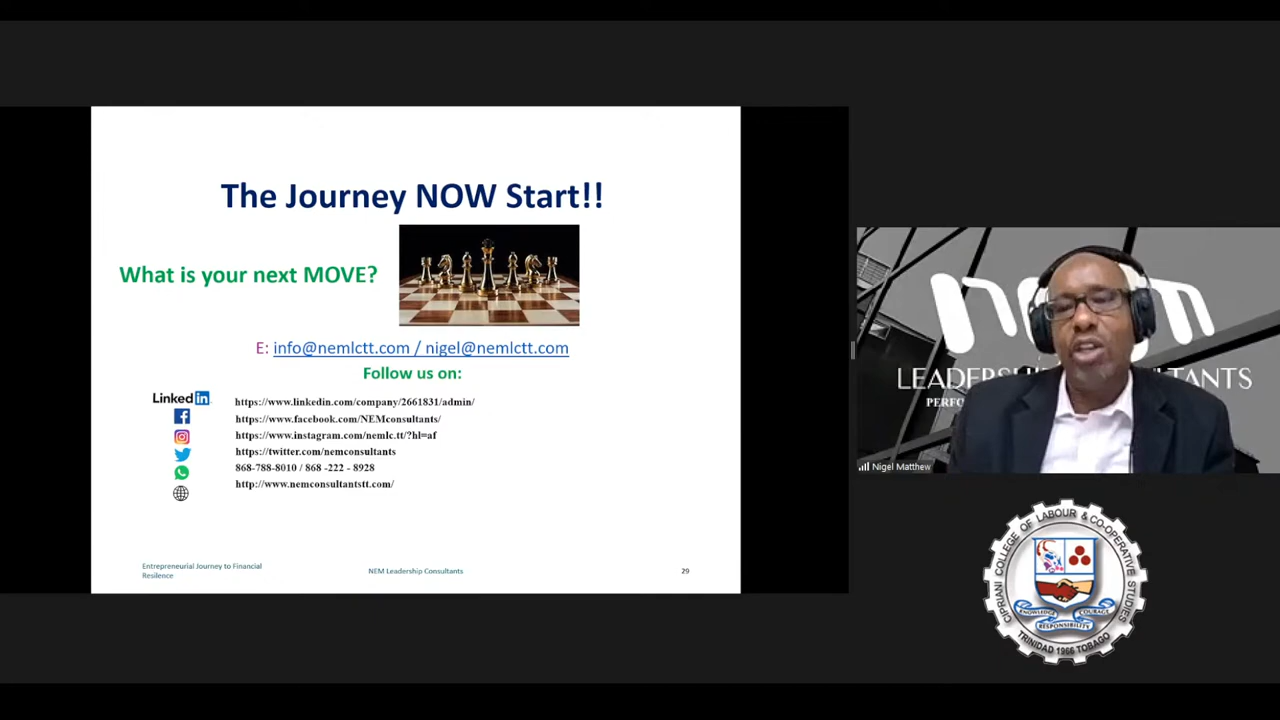 The Journey NOW Start!!
What is your next MOVE?
E: info@nemlctt.com / nigel@nemlctt.com
Follow us on:
Linked in
https://www.linkedin.com/company/2661831/admin/
https://www.facebook.com/NEMconsultants/
https://www.instagram.com/nemlc.tt/?hl=af
https://twitter.com/nemconsultants
868-788-8010 / 868 -222 - 8928
http://www.nemconsultantstt.com/
Entrepreneurial Journey to Financial
Resilence
NEM Leadership Consultants
29
Nigel Matthew
CIPRIANI COLLEGE OF LABOUR & CO-OPERATIVE STUDIES
KNOWLEDGE
COURAGE
RESPONSIBILITY
TRINIDAD 1966 TOBAGO